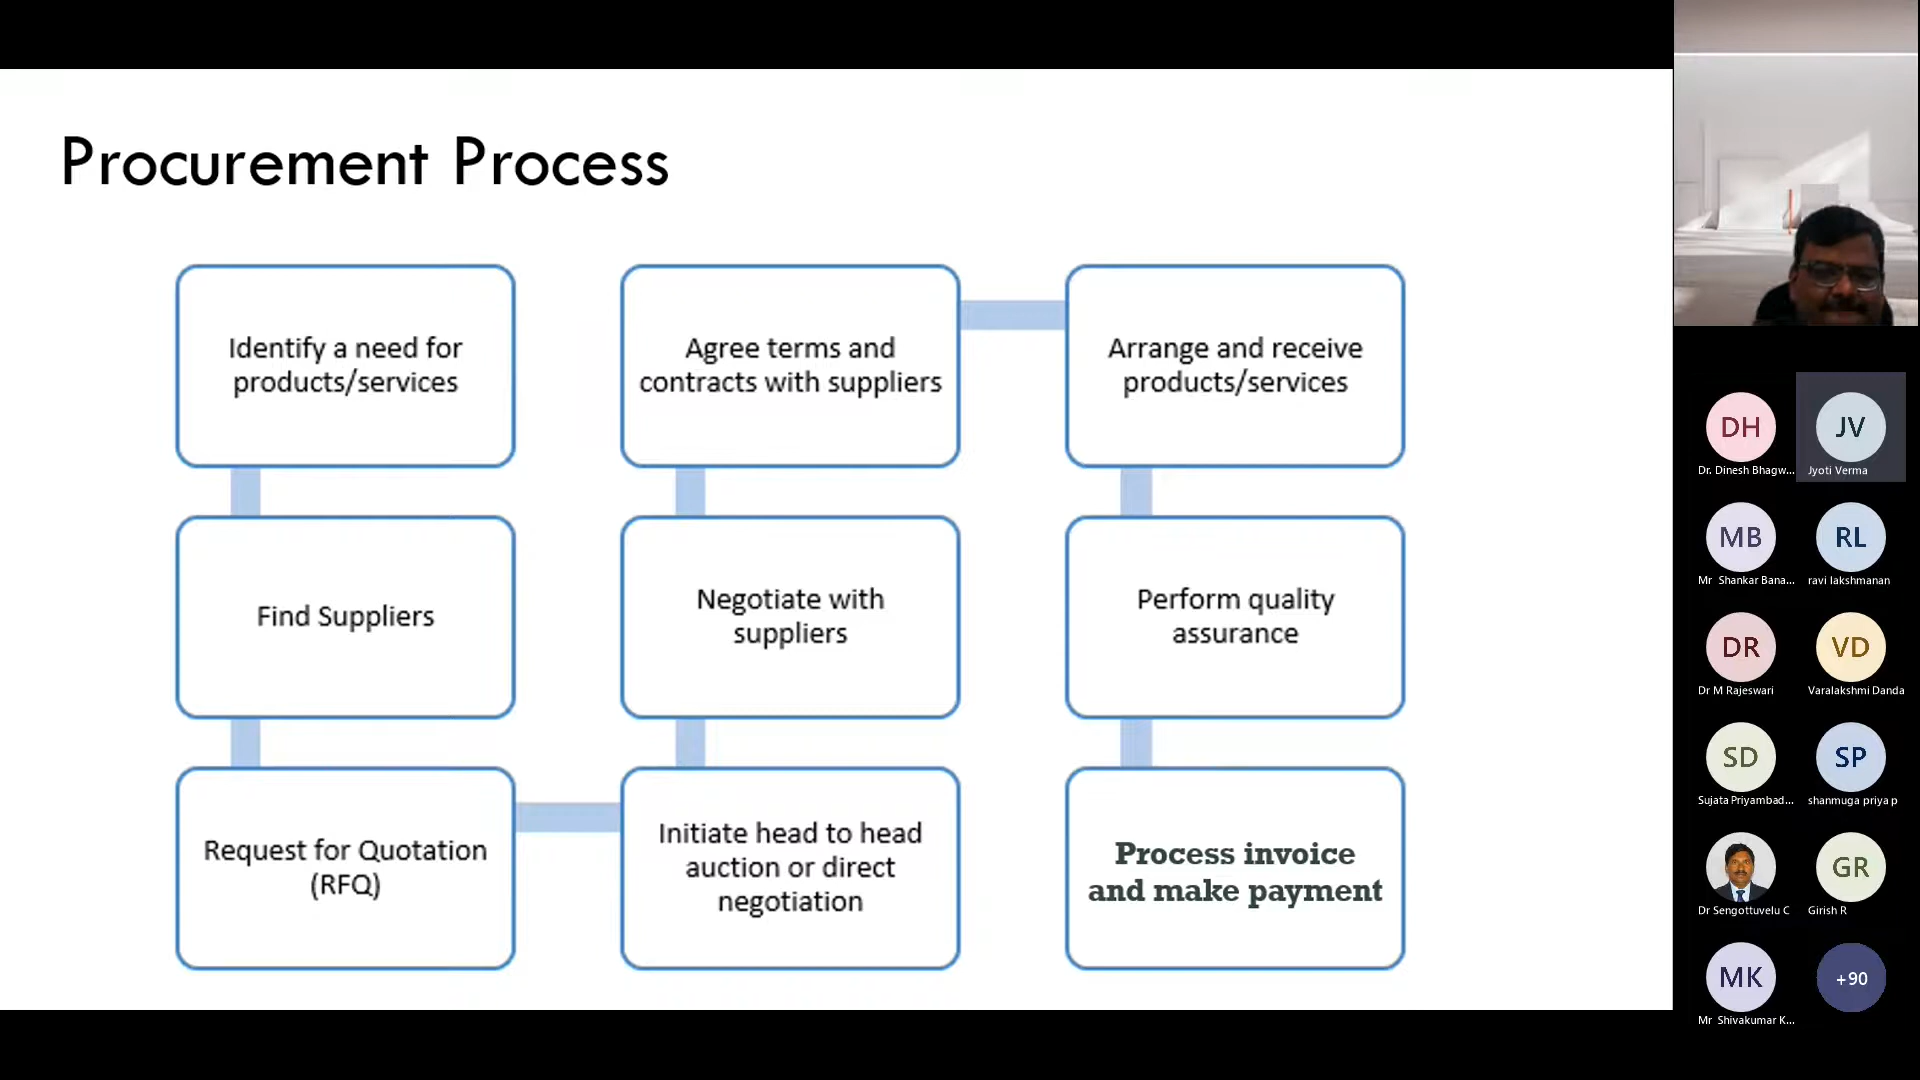 Procurement Process
Identify a need for
products/services
Find Suppliers
Request for Quotation
(RFQ)
Initiate head to head
auction or direct
negotiation
Negotiate with
suppliers
Agree terms and
contracts with suppliers
Arrange and receive
products/services
Perform quality
assurance
Process invoice
and make payment
DH
Dr. Dinesh Bhagw...
JV
Jyoti Verma
MB
Mr Shankar Bana...
RL
ravi lakshmanan
DR
Dr M Rajeswari
VD
Varalakshmi Danda
SD
Sujata Priyambad...
SP
shanmuga priya p
Dr Sengottuvelu C
GR
Girish R
MK
Mr Shivakumar K...
+90